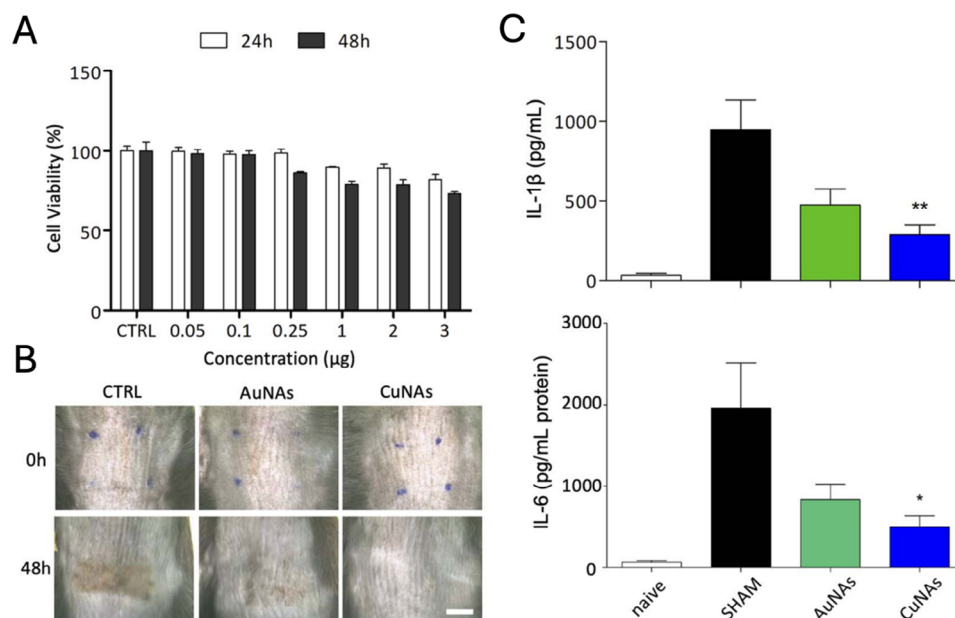 A
24h 48h
150
100
50
0
Cell Viability (%)
CTRL 0.05 0.1 0.25 1 2 3
Concentration (µg)
B
CTRL AuNAs CuNAs
0h
48h
C
1500
1000
500
0
IL-1β (pg/mL)
**
3000
2000
1000
0
IL-6 (pg/mL protein)
*
naive SHAM AuNAs CuNAs